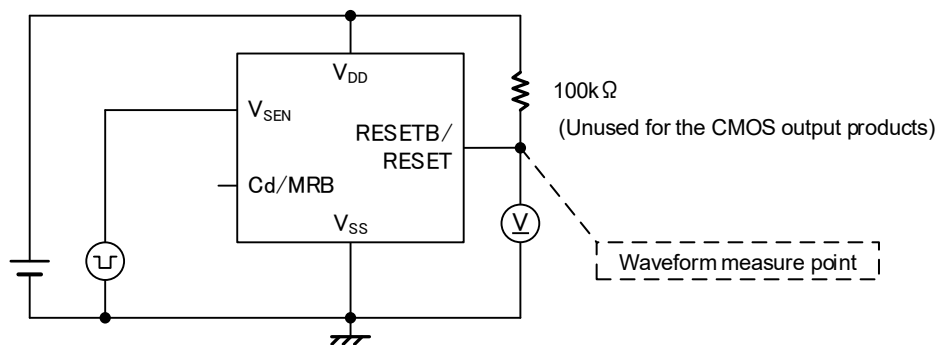 V_DD
100kΩ
V_SEN
(Unused for the CMOS output products)
RESETB/
RESET
Cd/MRB
V_SS
V
Waveform measure point